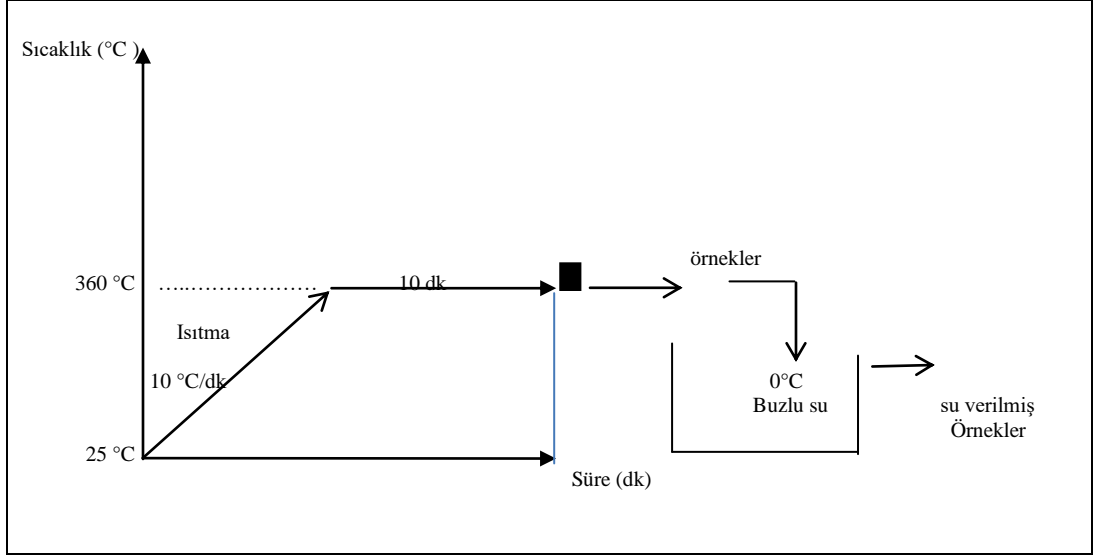 Sıcaklık (°C )
örnekler
360 °C
…..………………
10 dk
Isıtma
10 °C/dk
0°C
Buzlu su
su verilmiş
Örnekler
25 °C
Süre (dk)